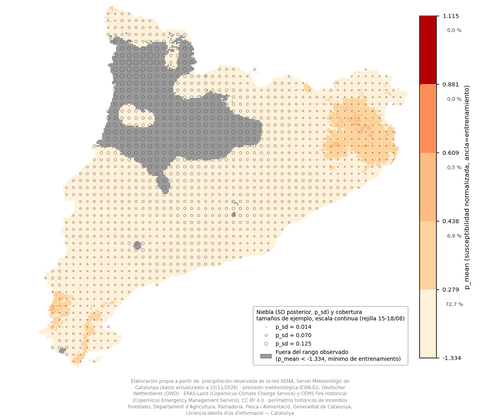 1.115
0,0 %
0.881
0,0 %
0.609
0,5 %
0.438
6,9 %
0.279
72,7 %
-1.334
p_mean (susceptibilidad normalizada, ancla=entrenamiento)
Niebla (SD posterior, p_sd) y cobertura
tamaños de ejemplo, escala continua (rejilla 15-18/08)
p_sd = 0.014
p_sd = 0.070
p_sd = 0.125
Fuera del rango observado
(p_mean < -1.334, mínimo de entrenamiento)
Elaboración propia a partir de: precipitación observada de la red XEMA, Servei Meteorològic de
Catalunya (datos actualizados a 15/11/2026) · previsión meteorológica ICON-EU, Deutscher
Wetterdienst (DWD) · ERA5-Land (Copernicus Climate Change Service) y CEMS Fire Historical
(Copernicus Emergency Management Service), CC BY 4.0 · perímetros históricos de incendios
forestales, Departament d'Agricultura, Ramaderia, Pesca i Alimentació, Generalitat de Catalunya,
Llicència oberta d'ús d'informació — Catalunya.